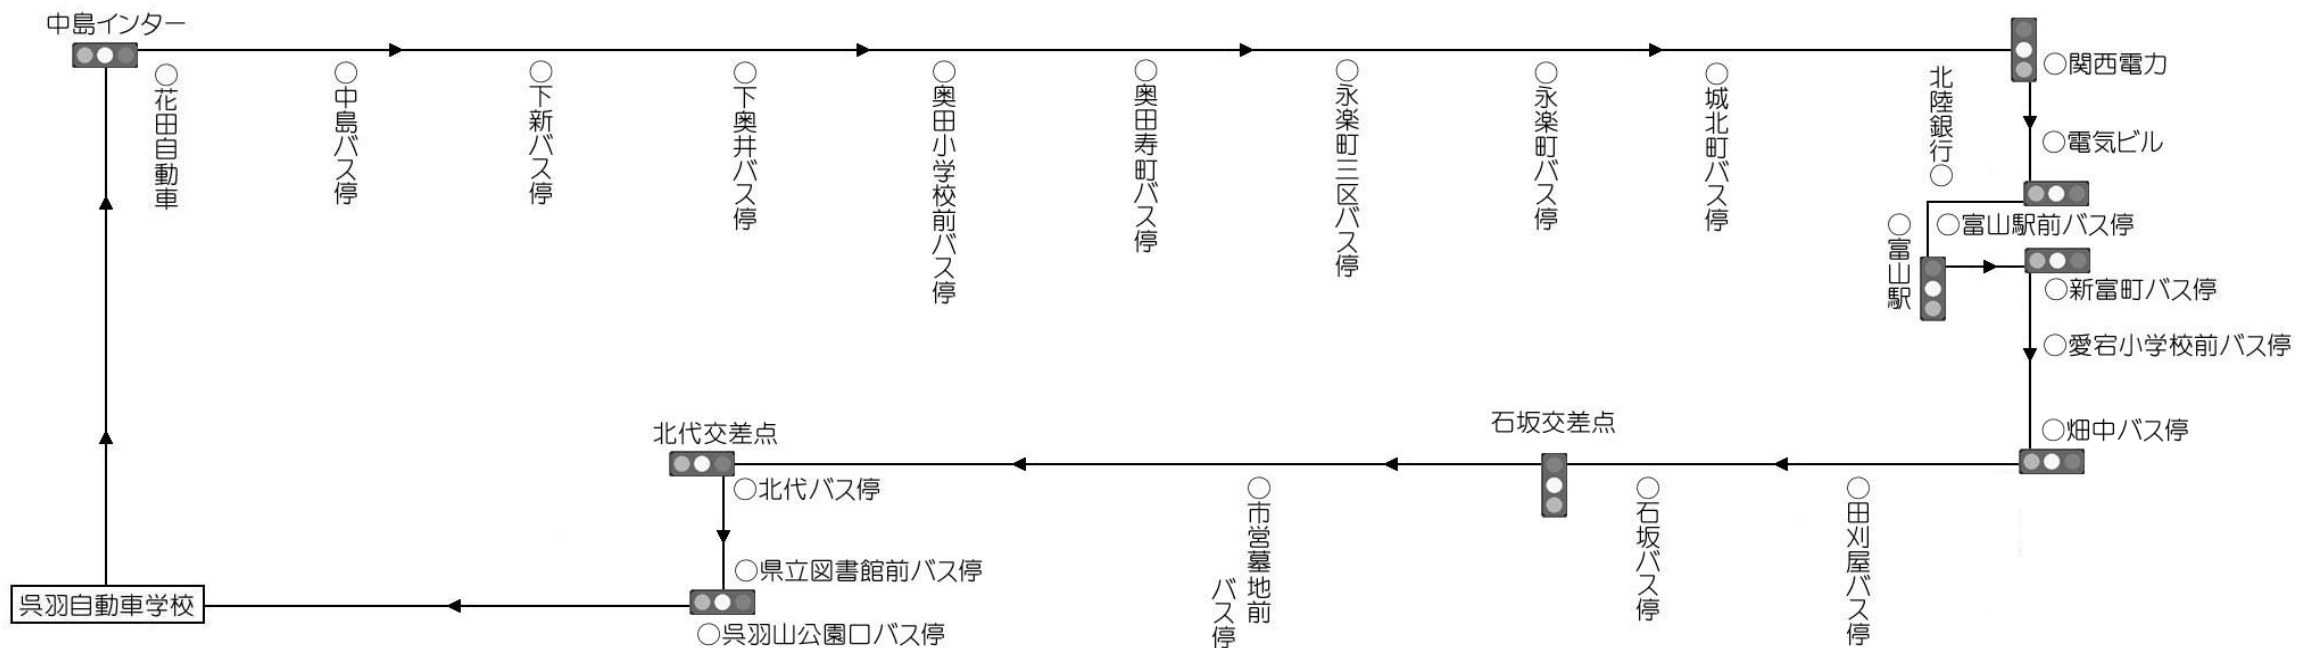 中島インター
○花田自動車
○中島バス停
○下新バス停
○下奥井バス停
○奥田小学校前バス停
○奥田寿町バス停
○永楽町三区バス停
○永楽町バス停
○城北町バス停
北陸銀行○
○関西電力
○電気ビル
○富山駅前バス停
○富山駅
○新富町バス停
○愛宕小学校前バス停
○畑中バス停
○田刈屋バス停
○石坂バス停
石坂交差点
○市営墓地前
バス停
北代交差点
○北代バス停
○県立図書館前バス停
○呉羽山公園口バス停
呉羽自動車学校